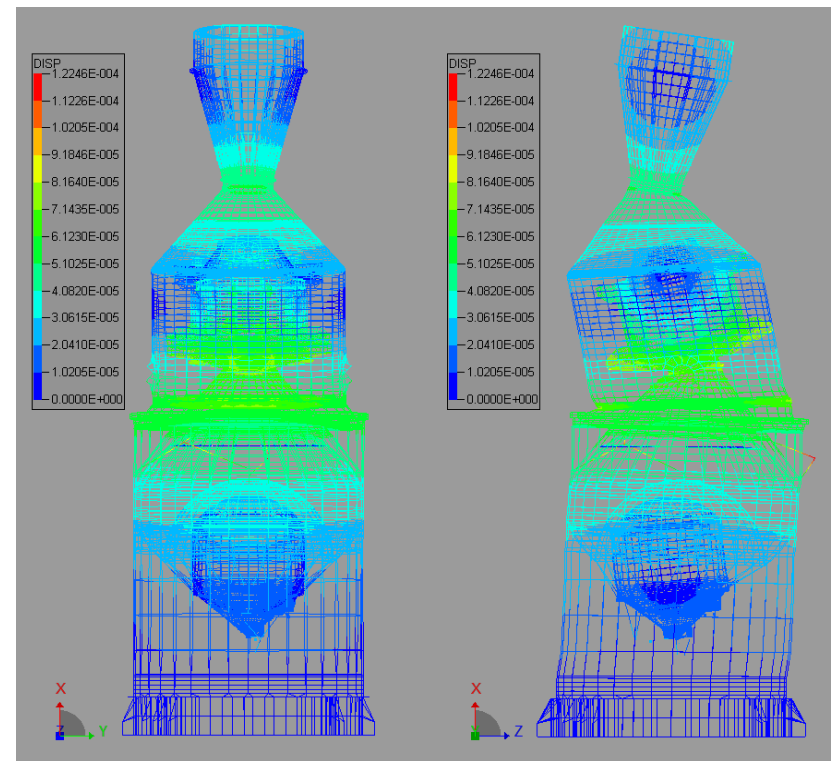 DISP
1.2246E-004
1.1226E-004
1.0205E-004
9.1846E-005
8.1640E-005
7.1435E-005
6.1230E-005
5.1025E-005
4.0820E-005
3.0615E-005
2.0410E-005
1.0205E-005
0.0000E+000
X
Z Y
DISP
1.2246E-004
1.1226E-004
1.0205E-004
9.1846E-005
8.1640E-005
7.1435E-005
6.1230E-005
5.1025E-005
4.0820E-005
3.0615E-005
2.0410E-005
1.0205E-005
0.0000E+000
X
Z